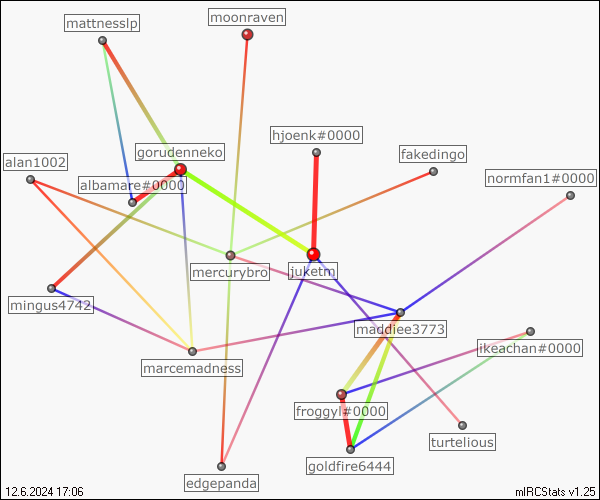 mattnesslp
moonraven
hjoenk#0000
gorudenneko
fakedingo
alan1002
normfan1#0000
albamare#0000
mercurybro
juketm
mingus4742
maddiee3773
ikeachan#0000
marcemadness
froggyl#0000
turtelious
goldfire6444
edgepanda
12.6.2024 17:06
mIRCStats v1.25